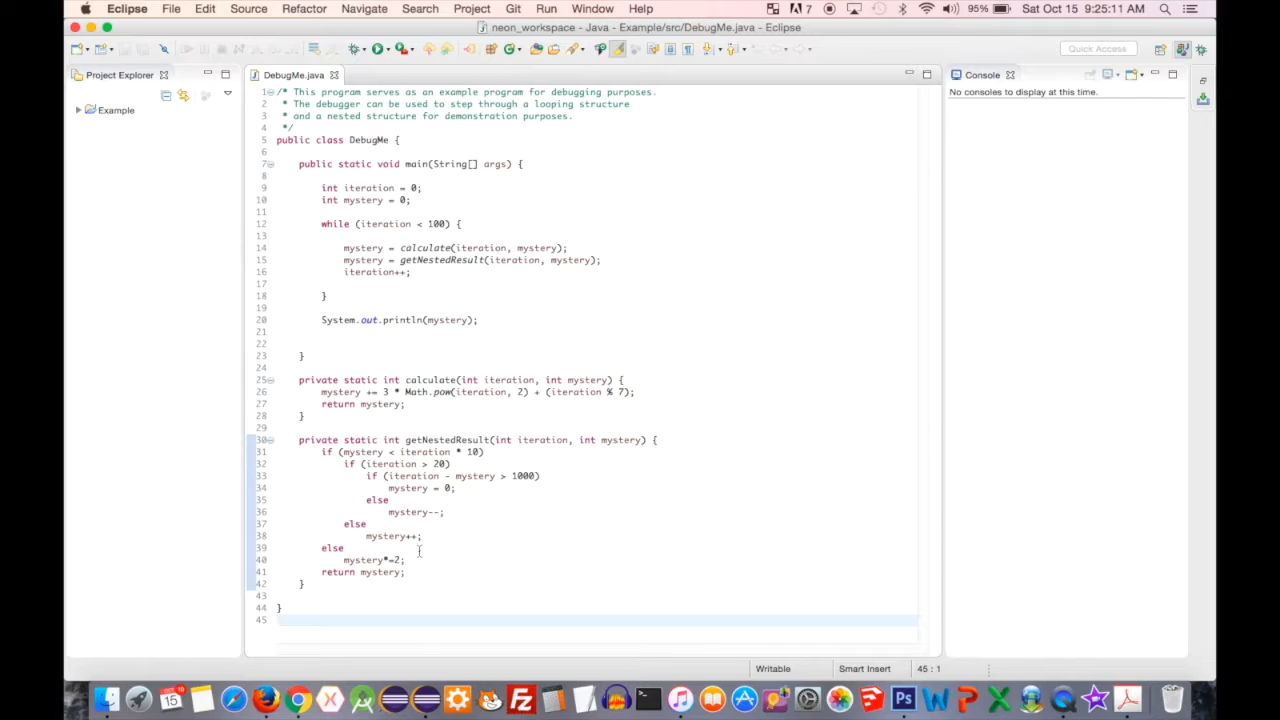 Eclipse File Edit Source Refactor Navigate Search Project Git Run Window Help 7 95% Sat Oct 15 9:25:11 AM
neon_workspace - Java - Example/src/DebugMe.java - Eclipse
Quick Access
Project Explorer
Example
DebugMe.java
1 /* This program serves as an example program for debugging purposes.
2 * The debugger can be used to step through a looping structure
3 * and a nested structure for demonstration purposes.
4 */
5 public class DebugMe {
6
7 public static void main(String[] args) {
8
9 int iteration = 0;
10 int mystery = 0;
11
12 while (iteration < 100) {
13
14 mystery = calculate(iteration, mystery);
15 mystery = getNestedResult(iteration, mystery);
16 iteration++;
17
18 }
19
20 System.out.println(mystery);
21
22
23 }
24
25 private static int calculate(int iteration, int mystery) {
26 mystery += 3 * Math.pow(iteration, 2) + (iteration % 7);
27 return mystery;
28 }
29
30 private static int getNestedResult(int iteration, int mystery) {
31 if (mystery < iteration * 10)
32 if (iteration > 20)
33 if (iteration - mystery > 1000)
34 mystery = 0;
35 else
36 mystery--;
37 else
38 mystery++;
39 else
40 mystery*=2;
41 return mystery;
42 }
43
44 }
45
Console
No consoles to display at this time.
Writable Smart Insert 45 : 1
15
Fz
Ps